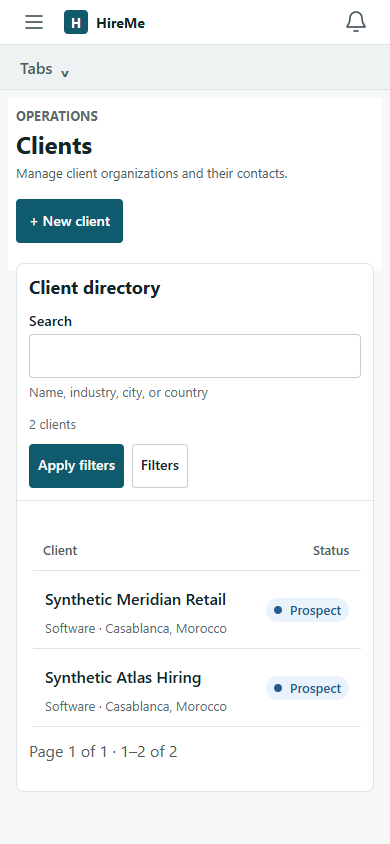 H HireMe
Tabs v
OPERATIONS
Clients
Manage client organizations and their contacts.
+ New client
Client directory
Search
Name, industry, city, or country
2 clients
Apply filters Filters
Client Status
Synthetic Meridian Retail Prospect
Software · Casablanca, Morocco
Synthetic Atlas Hiring Prospect
Software · Casablanca, Morocco
Page 1 of 1 · 1–2 of 2